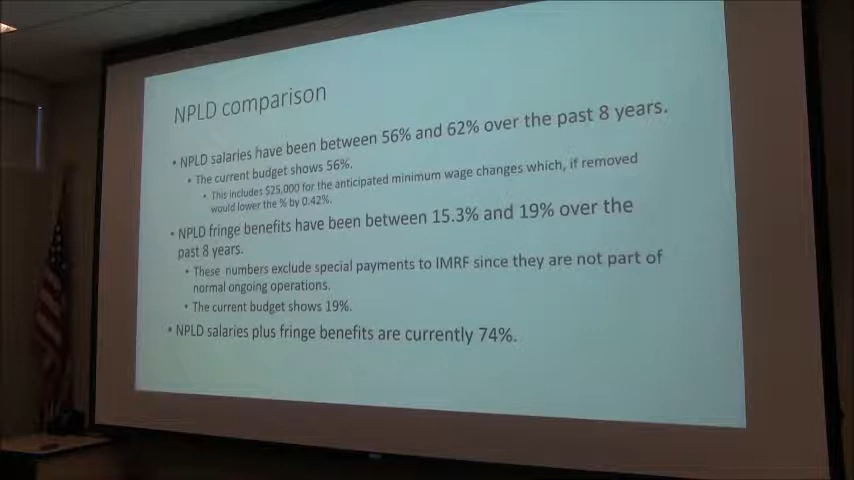 NPLD comparison
• NPLD salaries have been between 56% and 62% over the past 8 years.
• The current budget shows 56%.
• This includes $25,000 for the anticipated minimum wage changes which, if removed
would lower the % by 0.42%.
• NPLD fringe benefits have been between 15.3% and 19% over the
past 8 years.
• These numbers exclude special payments to IMRF since they are not part of
normal ongoing operations.
• The current budget shows 19%.
• NPLD salaries plus fringe benefits are currently 74%.